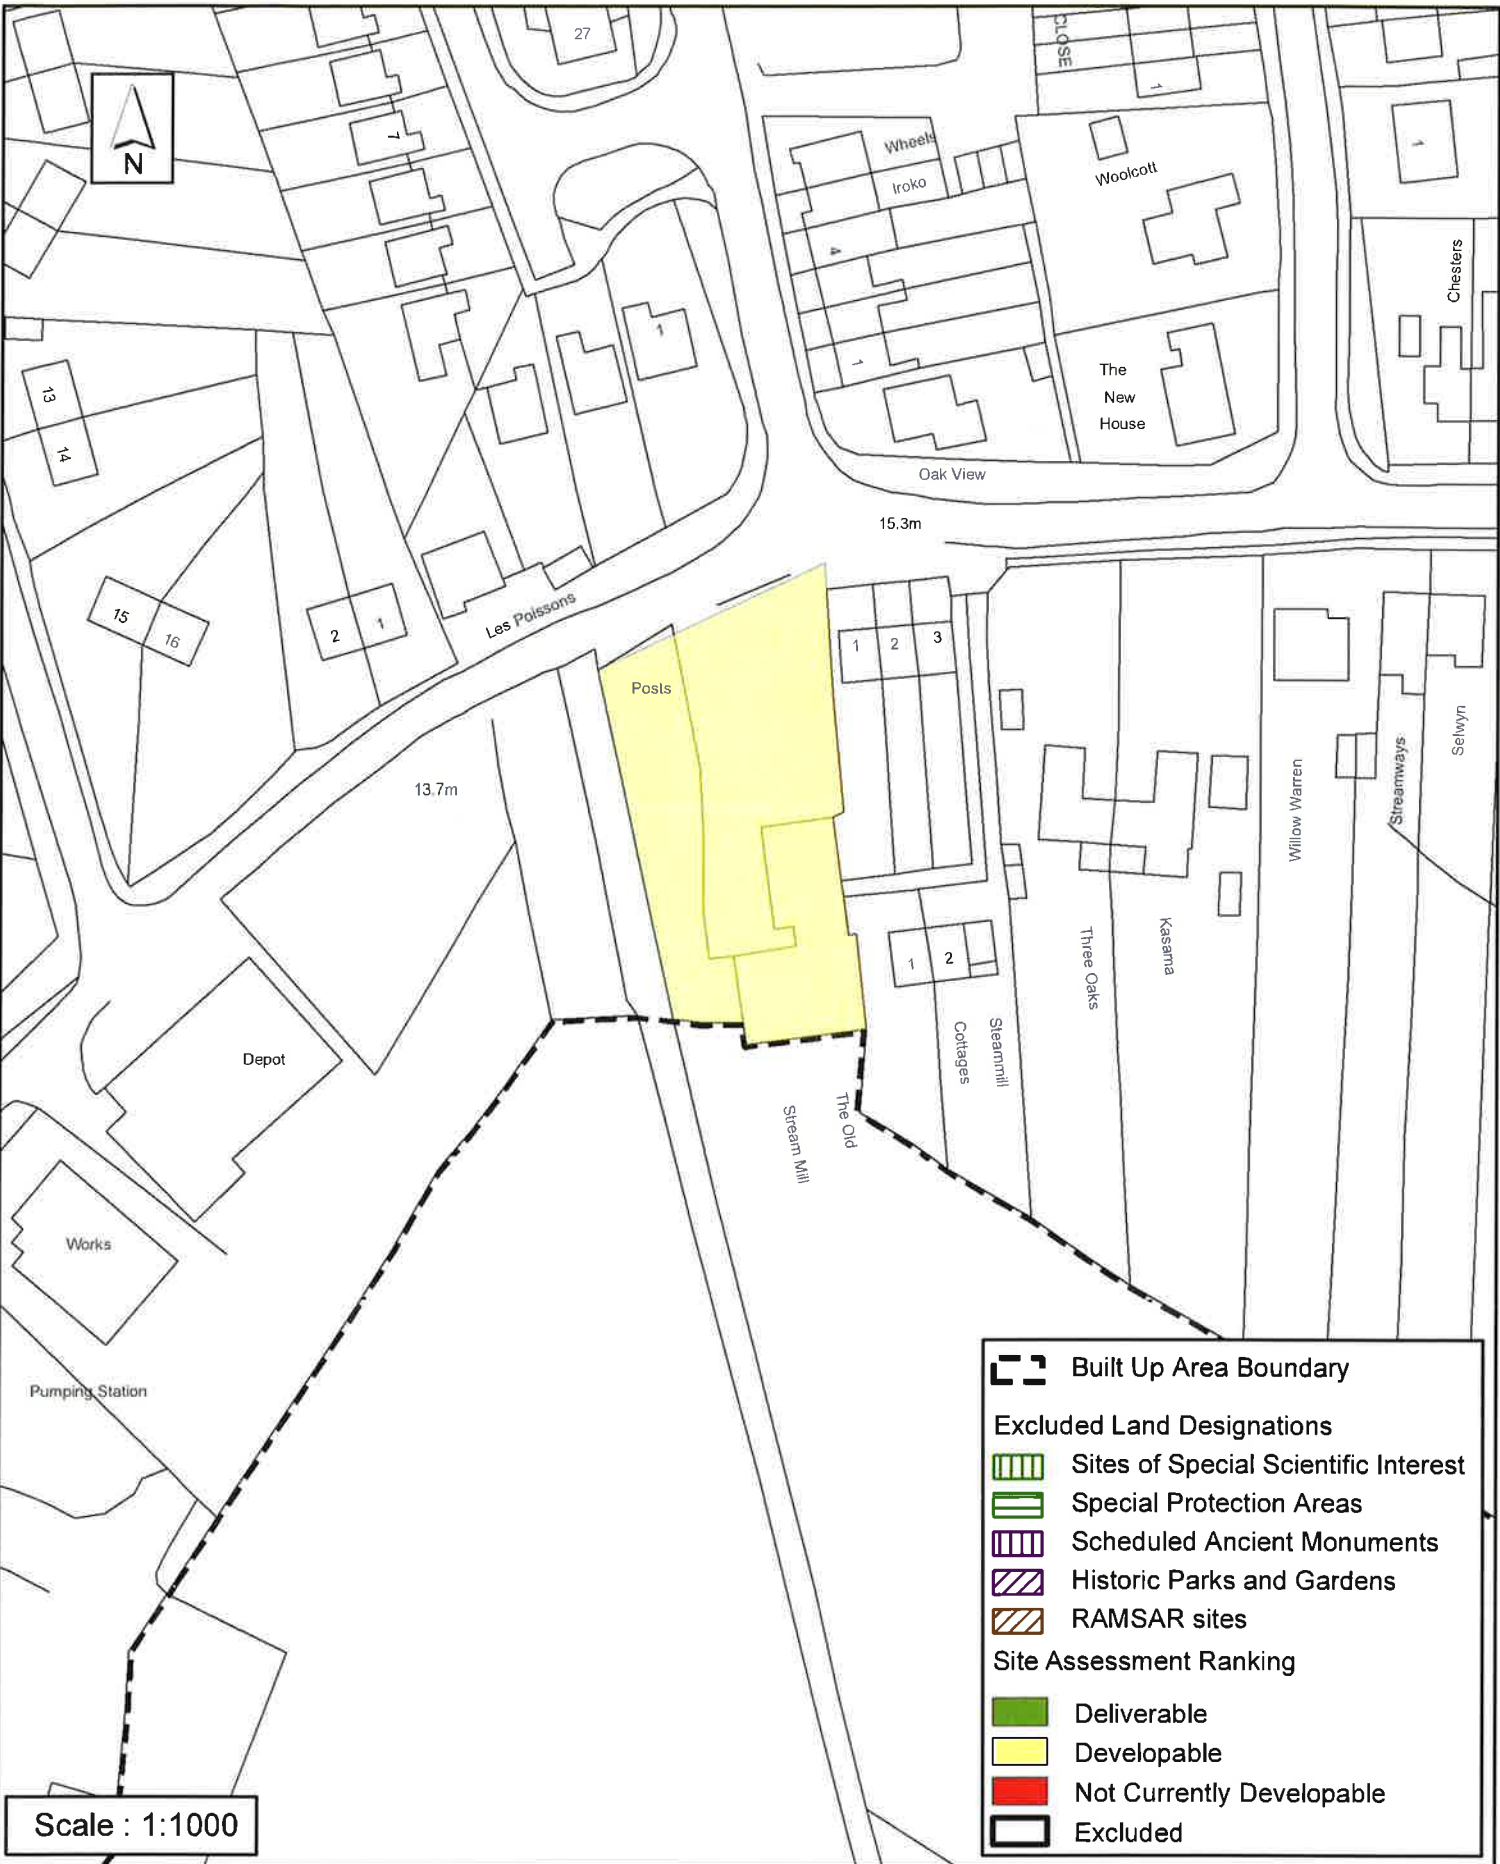 27
CLOSE
1
N
7
Wheels
Iroko
Woolcott
1
4
Chesters
1
1
The
New
House
13
14
Oak View
15.3m
Les Poissons
15
16
2
1
1
2
3
Posts
13.7m
Willow Warren
Streamways
Selwyn
Three Oaks
Kasama
1
2
Depot
Cottages
Steammill
The Old
Stream Mill
Works
Pumping Station
Built Up Area Boundary
Excluded Land Designations
Sites of Special Scientific Interest
Special Protection Areas
Scheduled Ancient Monuments
Historic Parks and Gardens
RAMSAR sites
Site Assessment Ranking
Deliverable
Developable
Not Currently Developable
Excluded
Scale : 1:1000